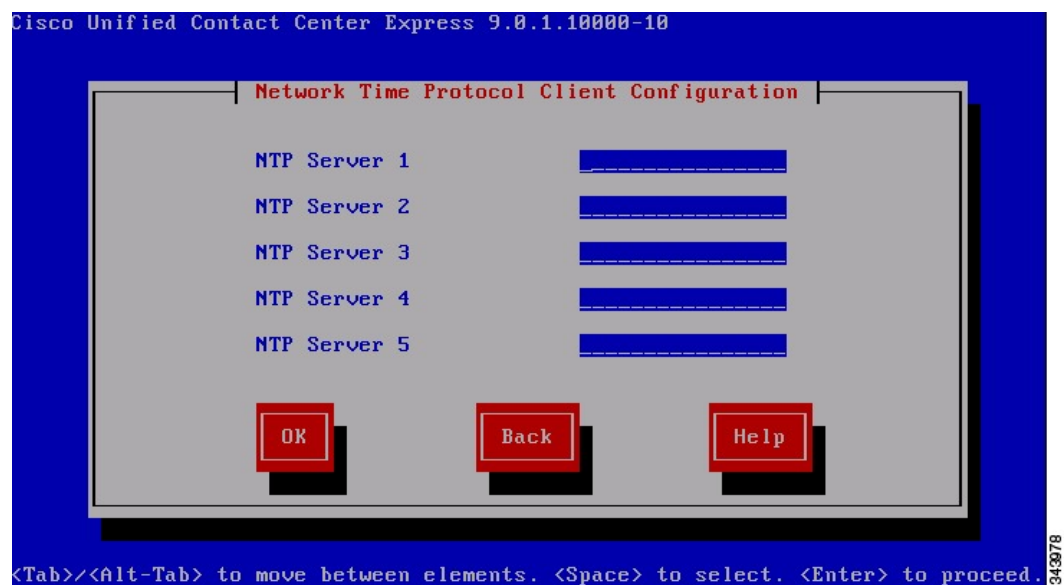 Cisco Unified Contact Center Express 9.0.1.10000-10
Network Time Protocol Client Configuration
NTP Server 1
NTP Server 2
NTP Server 3
NTP Server 4
NTP Server 5
OK
Back
Help
<Tab>/<Alt-Tab> to move between elements. <Space> to select. <Enter> to proceed.